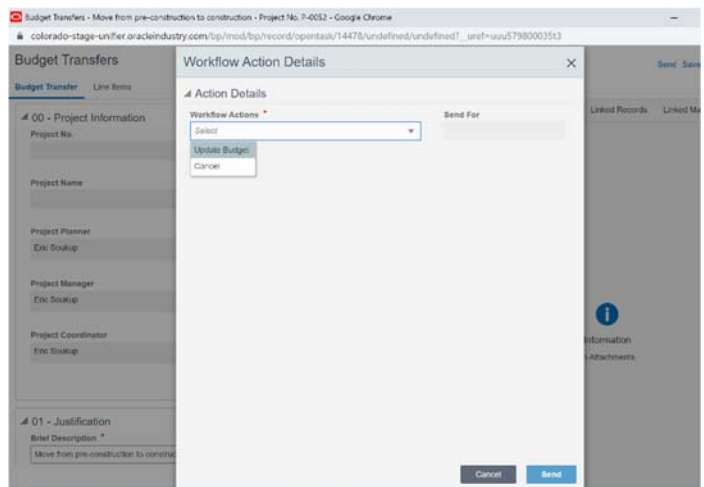 Budget Transfers - Move from pre-construction to construction - Project No. P-0052 - Google Chrome
colorado-stage-unifier.oracleindustry.com/bp/mod/bp/record/opentask/14478/undefined/undefined?_uref=uuu579800035t3
Budget Transfers
Workflow Action Details
Send Save
Budget Transfer Line Items
Action Details
Linked Records Linked Ma
00 - Project Information
Workflow Actions *
Send For
Project No.
Select
Update Budget
Cancel
Project Name
Project Planner
Eric Soukup
Project Manager
Eric Soukup
Project Coordinator
Eric Soukup
Information
Attachments
01 - Justification
Brief Description *
Move from pre-construction to construc
Cancel Send